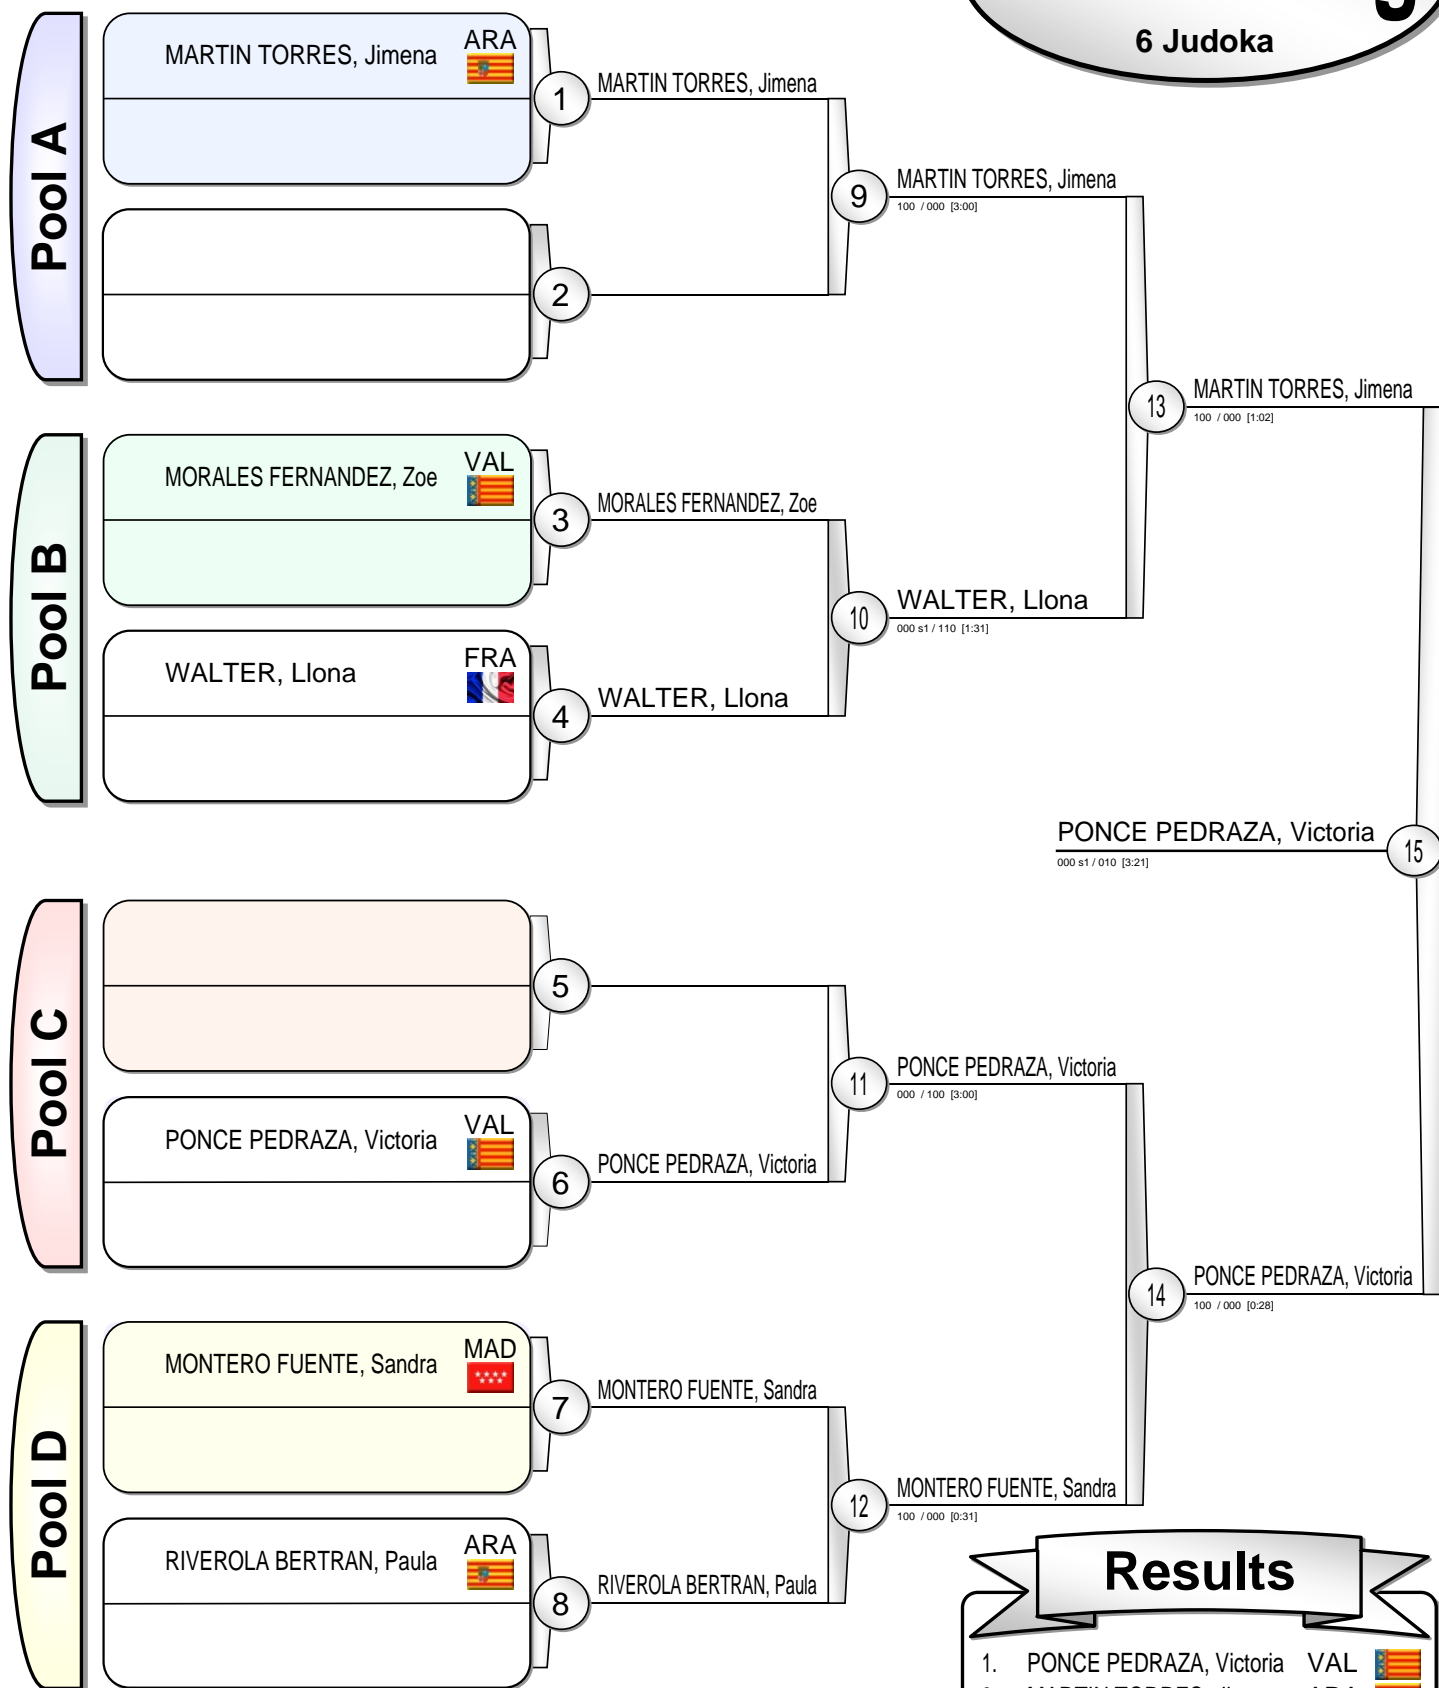 6 Judoka
Pool A
MARTIN TORRES, Jimena ARA
1
MARTIN TORRES, Jimena
2
9
MARTIN TORRES, Jimena
100 / 000 [3:00]
13
MARTIN TORRES, Jimena
100 / 000 [1:02]
Pool B
MORALES FERNANDEZ, Zoe VAL
3
MORALES FERNANDEZ, Zoe
10
WALTER, Llona
000 s1 / 110 [1:31]
WALTER, Llona FRA
4
WALTER, Llona
PONCE PEDRAZA, Victoria
000 s1 / 010 [3:21]
15
Pool C
5
11
PONCE PEDRAZA, Victoria
000 / 100 [3:00]
PONCE PEDRAZA, Victoria VAL
6
PONCE PEDRAZA, Victoria
14
PONCE PEDRAZA, Victoria
100 / 000 [0:28]
Pool D
MONTERO FUENTE, Sandra MAD
7
MONTERO FUENTE, Sandra
12
MONTERO FUENTE, Sandra
100 / 000 [0:31]
RIVEROLA BERTRAN, Paula ARA
8
RIVEROLA BERTRAN, Paula
Results
1. PONCE PEDRAZA, Victoria VAL